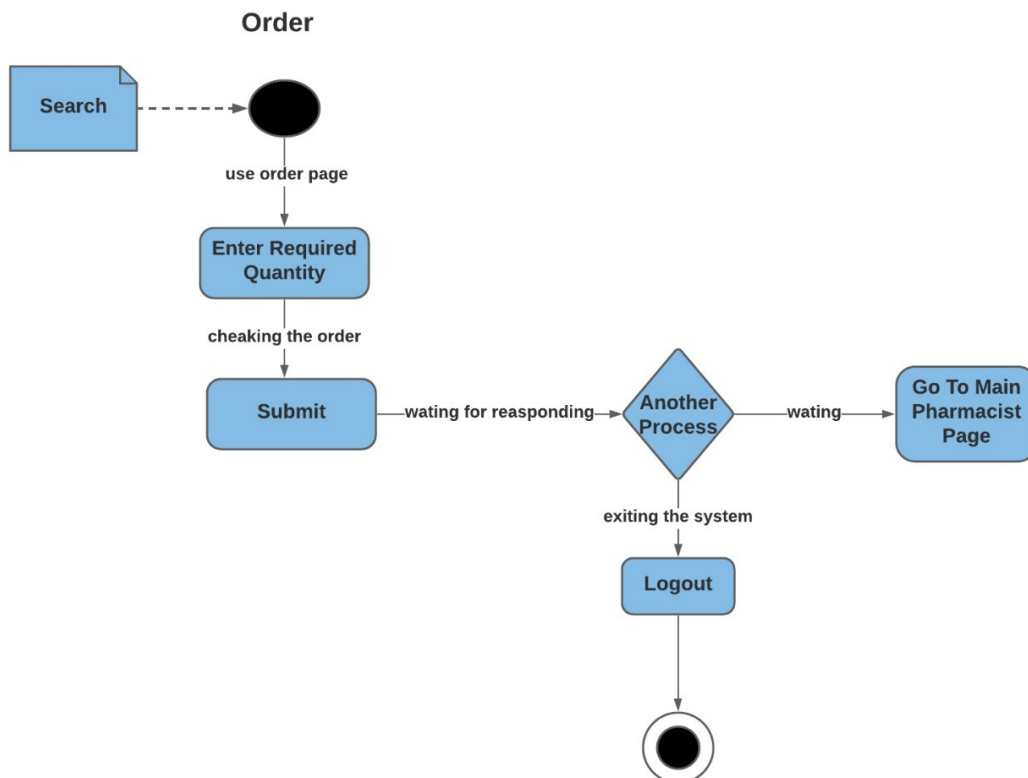 Order
Search
use order page
Enter Required
Quantity
cheaking the order
Submit
wating for reasponding
Another
Process
wating
Go To Main
Pharmacist
Page
exiting the system
Logout